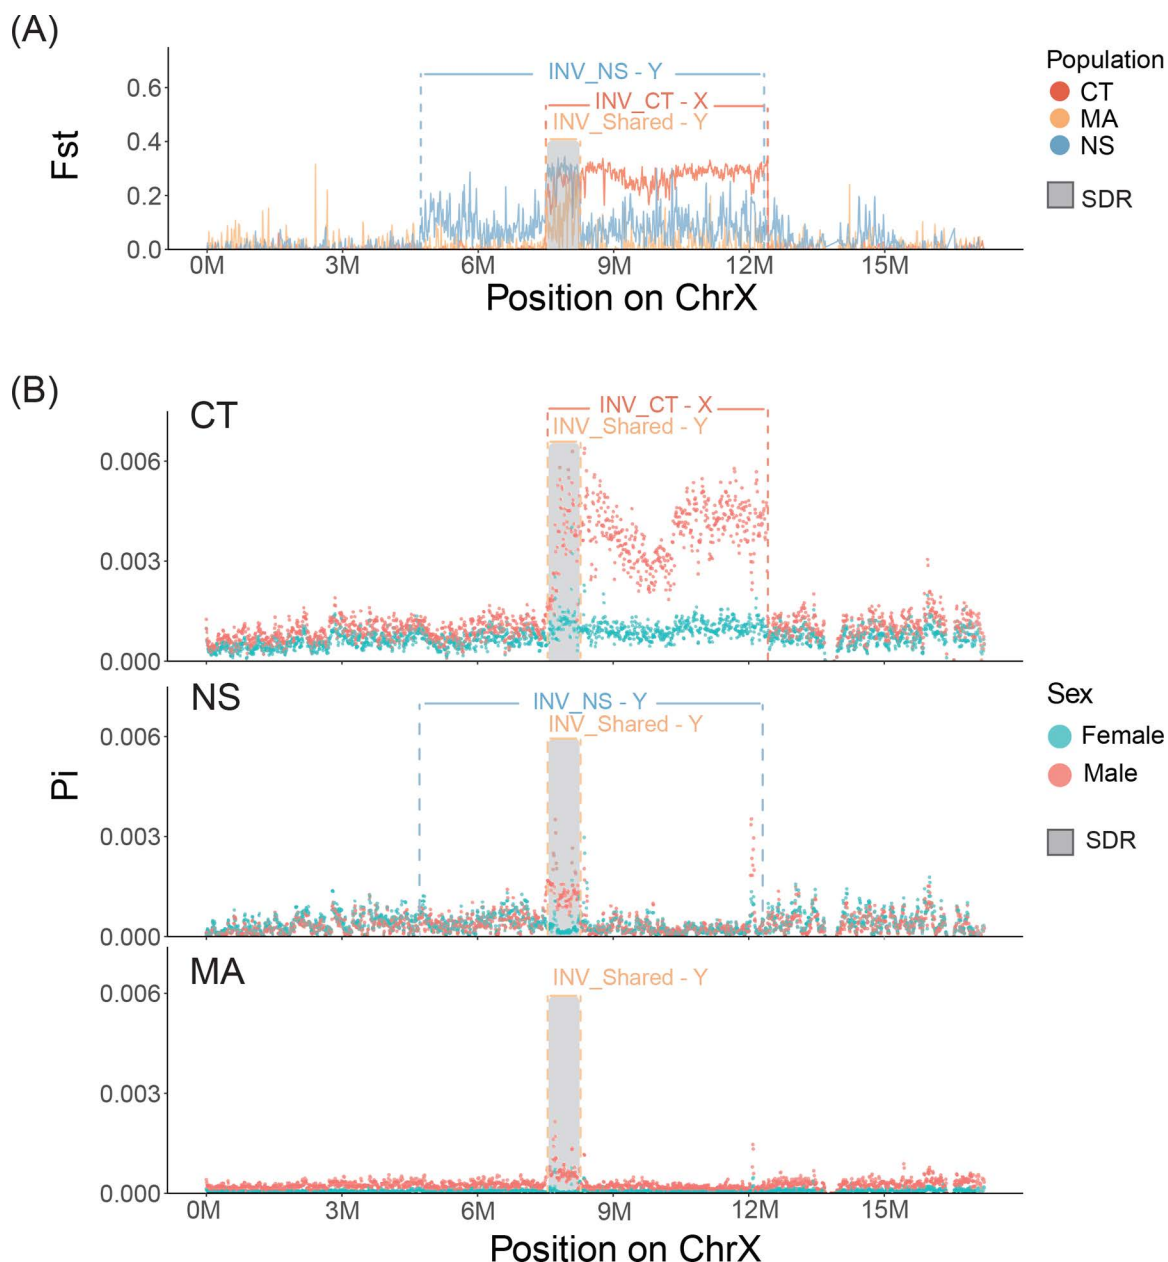 (A)
Fst
0.6
0.4
0.2
0.0
INV_NS - Y
INV_CT - X
INV_Shared - Y
0M 3M 6M 9M 12M 15M
Position on ChrX
Population
CT
MA
NS
SDR
(B)
Pi
CT
INV_CT - X
INV_Shared - Y
0.006
0.003
0.000
NS
INV_NS - Y
INV_Shared - Y
0.006
0.003
0.000
Sex
Female
Male
SDR
MA
INV_Shared - Y
0.006
0.003
0.000
0M 3M 6M 9M 12M 15M
Position on ChrX